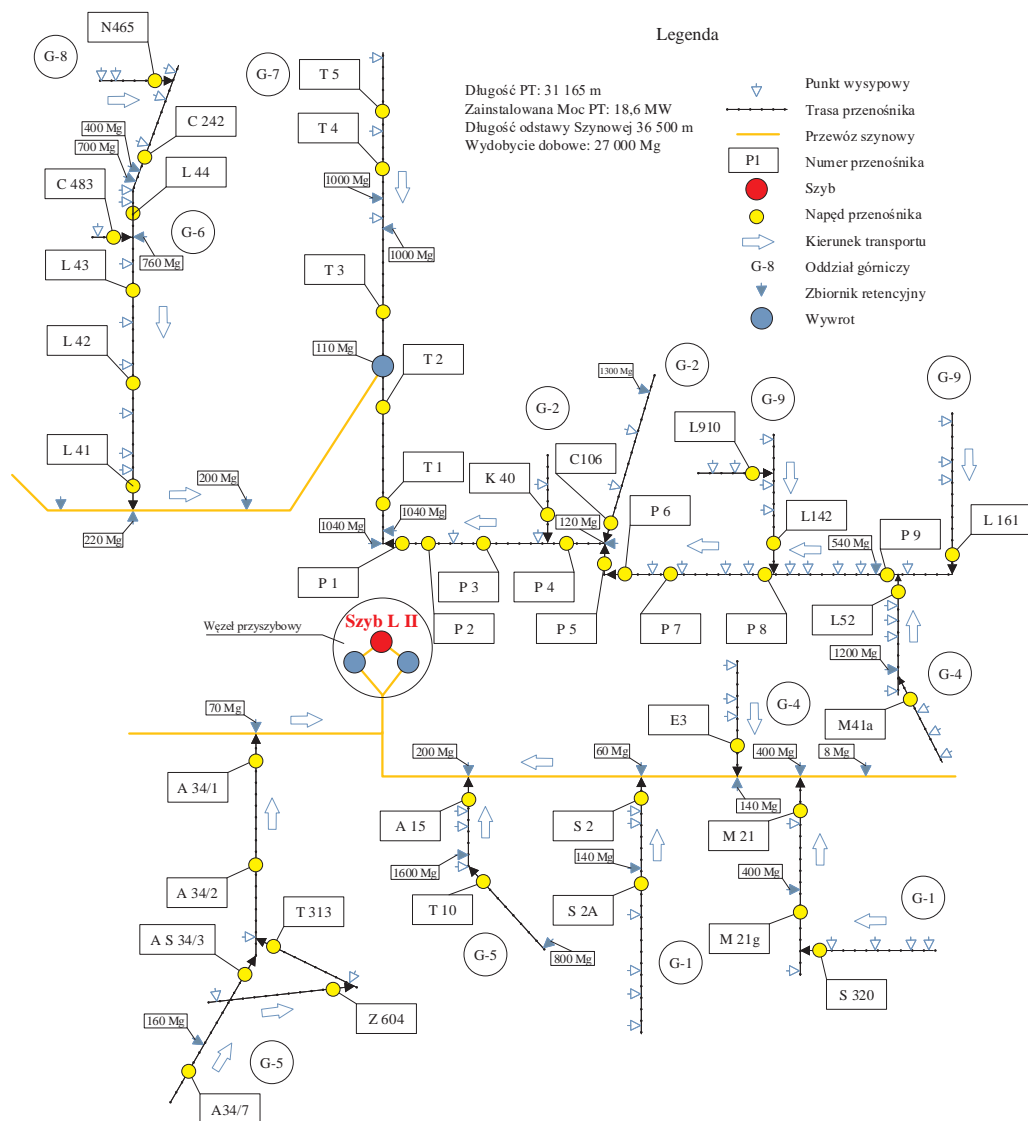 N465
G-8
G-7
Legenda
T 5
Długość PT: 31 165 m
Zainstalowana Moc PT: 18,6 MW
Długość odstawy Szynowej 36 500 m
Wydobycie dobowe: 27 000 Mg
Punkt wysypowy
Trasa przenośnika
Przewóz szynowy
P1
Numer przenośnika
Szyb
Napęd przenośnika
Kierunek transportu
G-8
Oddział górniczy
Zbiornik retencyjny
Wywrot
400 Mg
C 242
T 4
700 Mg
L 44
C 483
1000 Mg
G-6
760 Mg
1000 Mg
L 43
T 3
L 42
110 Mg
T 2
1300 Mg
G-2
G-2
G-9
G-9
L910
L 41
C106
200 Mg
T 1
K 40
220 Mg
1040 Mg
1040 Mg
120 Mg
P 6
L142
540 Mg
P 9
L 161
P 1
P 2
P 3
P 4
P 5
P 7
P 8
L52
Szyb L II
Węzeł przyszybowy
1200 Mg
G-4
M41a
70 Mg
G-4
E3
200 Mg
60 Mg
400 Mg
8 Mg
140 Mg
A 34/1
A 15
S 2
M 21
1600 Mg
140 Mg
400 Mg
A 34/2
T 10
S 2A
G-1
T 313
A S 34/3
M 21g
G-5
800 Mg
G-1
S 320
Z 604
160 Mg
G-5
A34/7